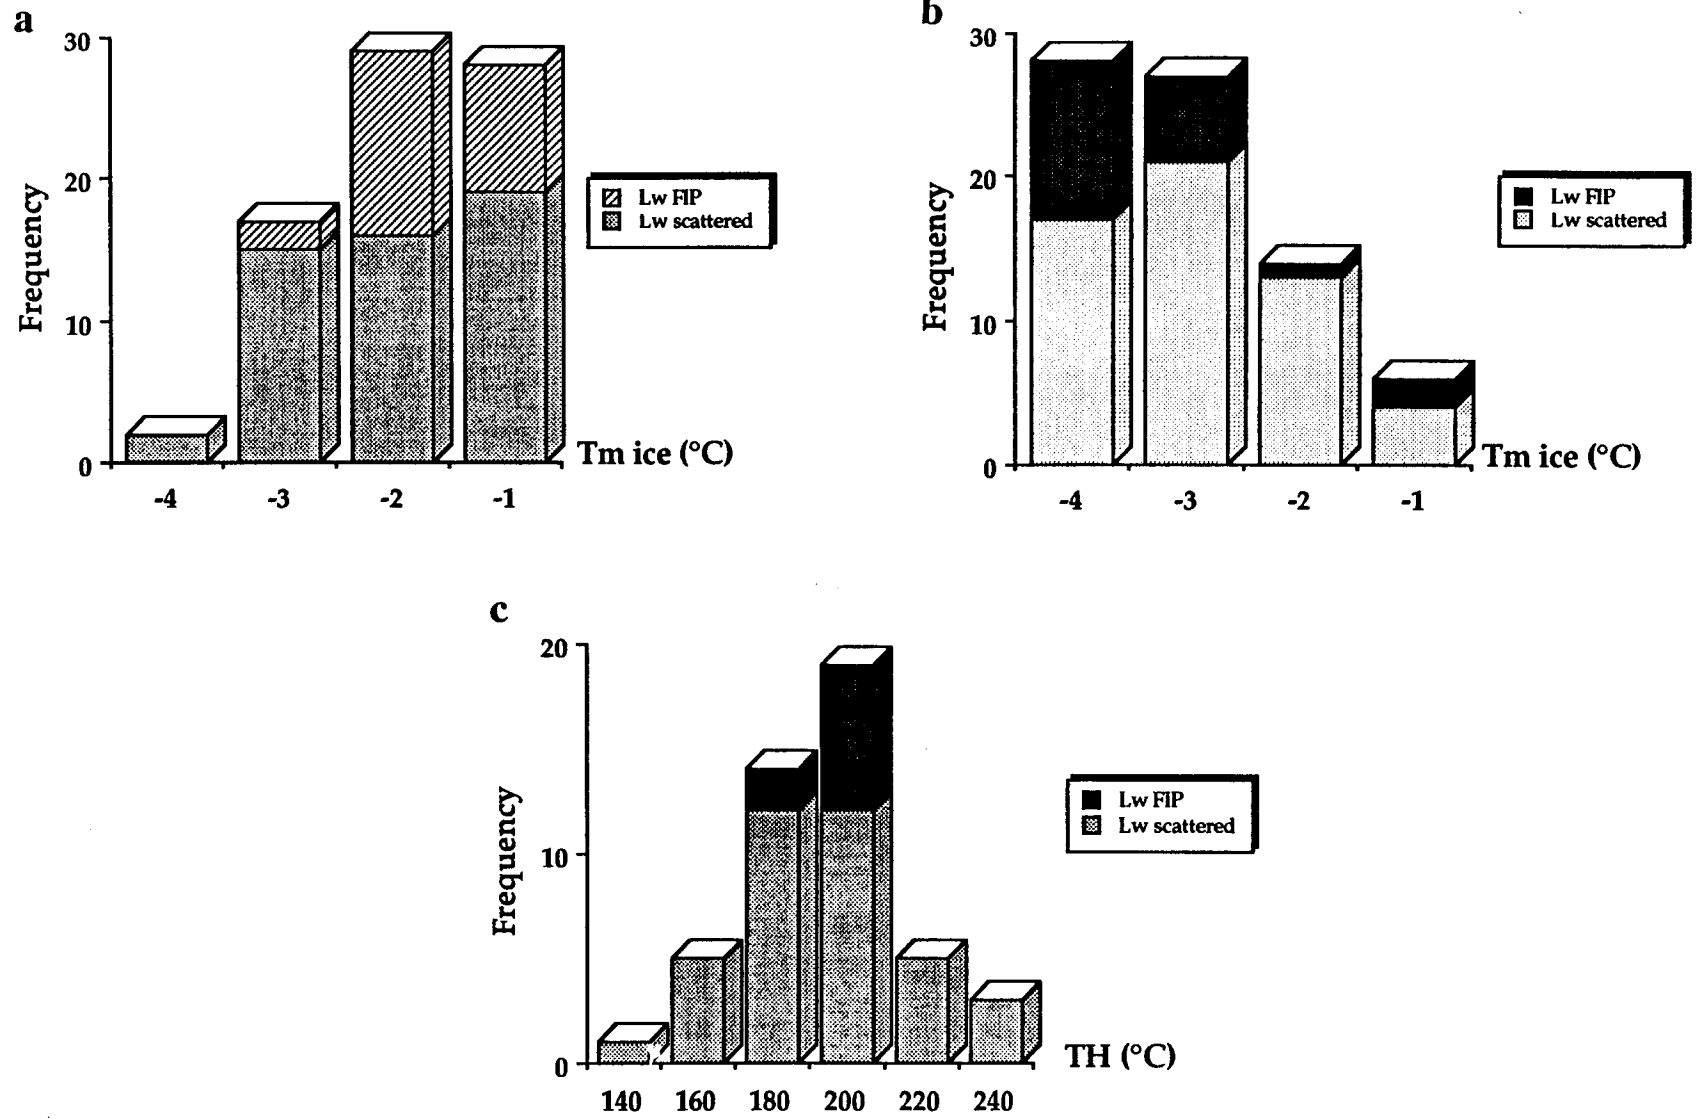 a
30
20
10
0
Frequency
-4 -3 -2 -1
Tm ice (°C)
Lw FIP
Lw scattered
b
30
20
10
0
Frequency
-4 -3 -2 -1
Tm ice (°C)
Lw FIP
Lw scattered
c
20
10
0
Frequency
140 160 180 200 220 240
TH (°C)
Lw FIP
Lw scattered